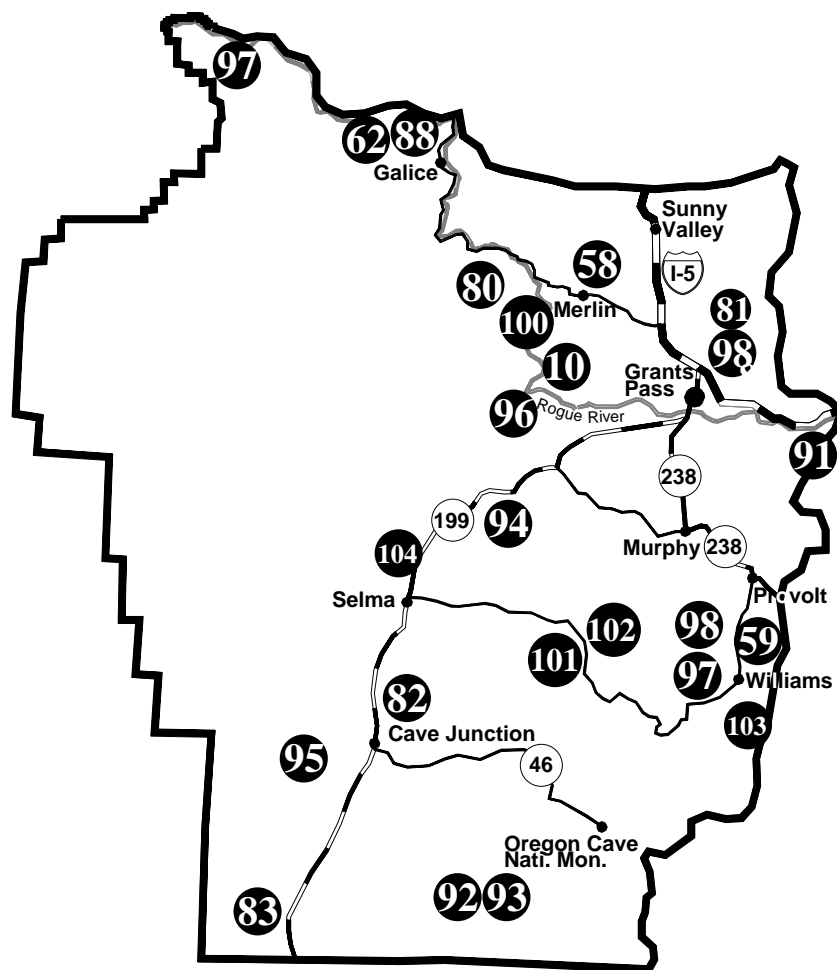 97
62
88
Galice
Sunny
Valley
I-5
58
80
Merlin
100
81
98
10
Grants
Pass
96
Rogue River
91
238
199
94
104
Murphy
238
Provolt
Selma
98
102
59
101
97
Williams
82
103
Cave Junction
95
46
Oregon Cave
Natl. Mon.
92
93
83